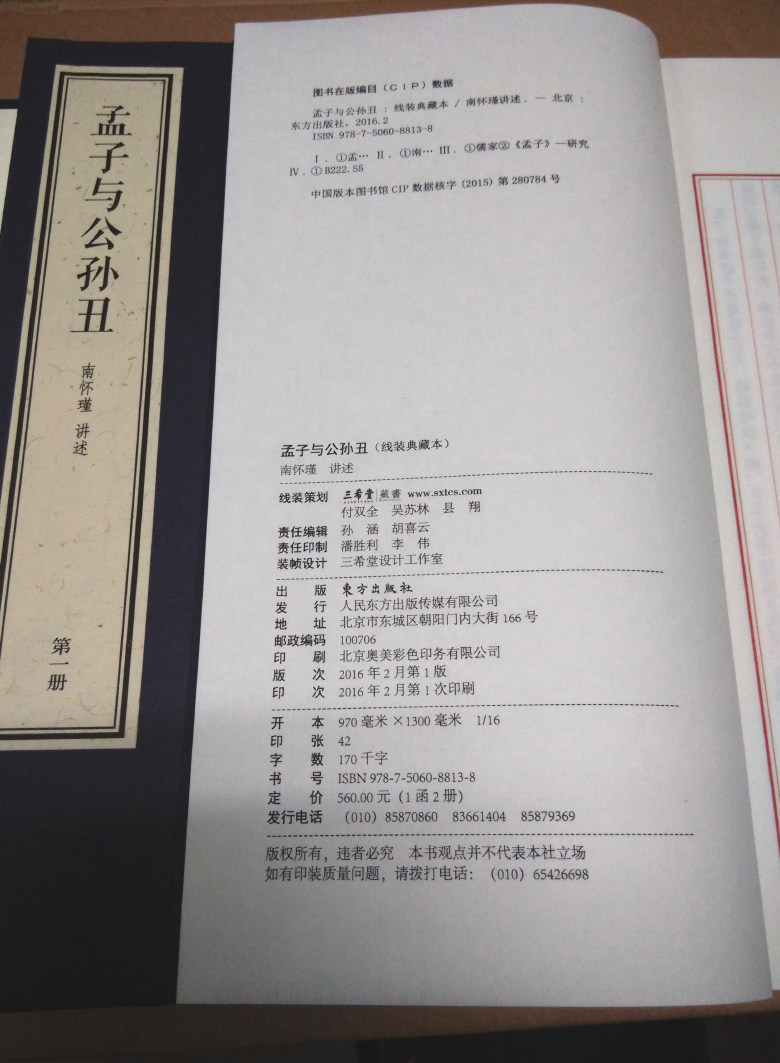 孟子与公孙丑
南怀瑾 讲述
第一册
图书在版编目(CIP)数据
孟子与公孙丑:线装典藏本/南怀瑾讲述.—北京:
东方出版社,2016.2
ISBN 978-7-5060-8813-8
Ⅰ.①孟… Ⅱ.①南… Ⅲ.①儒家②《孟子》—研究
Ⅳ.①B222.55
中国版本图书馆CIP数据核字(2015)第280784号
孟子与公孙丑(线装典藏本)
南怀瑾 讲述
线装策划 三希堂 藏書 www.sxtcs.com
付双全 吴苏林 县 翔
责任编辑 孙 涵 胡喜云
责任印制 潘胜利 李 伟
装帧设计 三希堂设计工作室
出 版 東方出版社
发 行 人民东方出版传媒有限公司
地 址 北京市东城区朝阳门内大街166号
邮政编码 100706
印 刷 北京奥美彩色印务有限公司
版 次 2016年2月第1版
印 次 2016年2月第1次印刷
开 本 970毫米×1300毫米 1/16
印 张 42
字 数 170千字
书 号 ISBN 978-7-5060-8813-8
定 价 560.00元(1函2册)
发行电话 (010)85870860 83661404 85879369
版权所有,违者必究 本书观点并不代表本社立场
如有印装质量问题,请拨打电话:(010)65426698